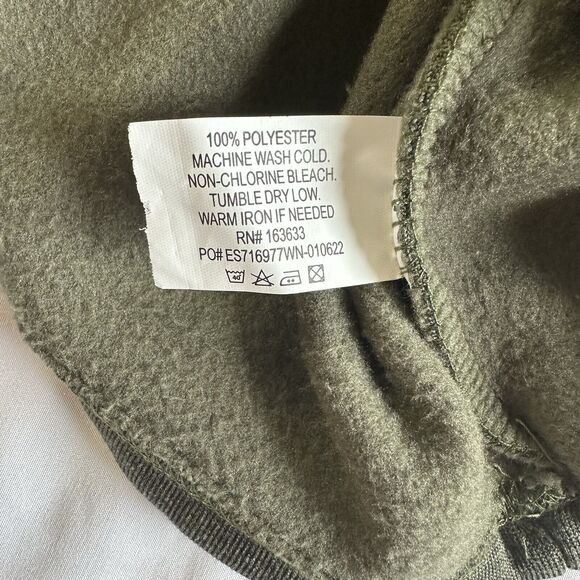 100% POLYESTER
MACHINE WASH COLD.
NON-CHLORINE BLEACH.
TUMBLE DRY LOW.
WARM IRON IF NEEDED
RN# 163633
PO# ES716977WN-010622
40